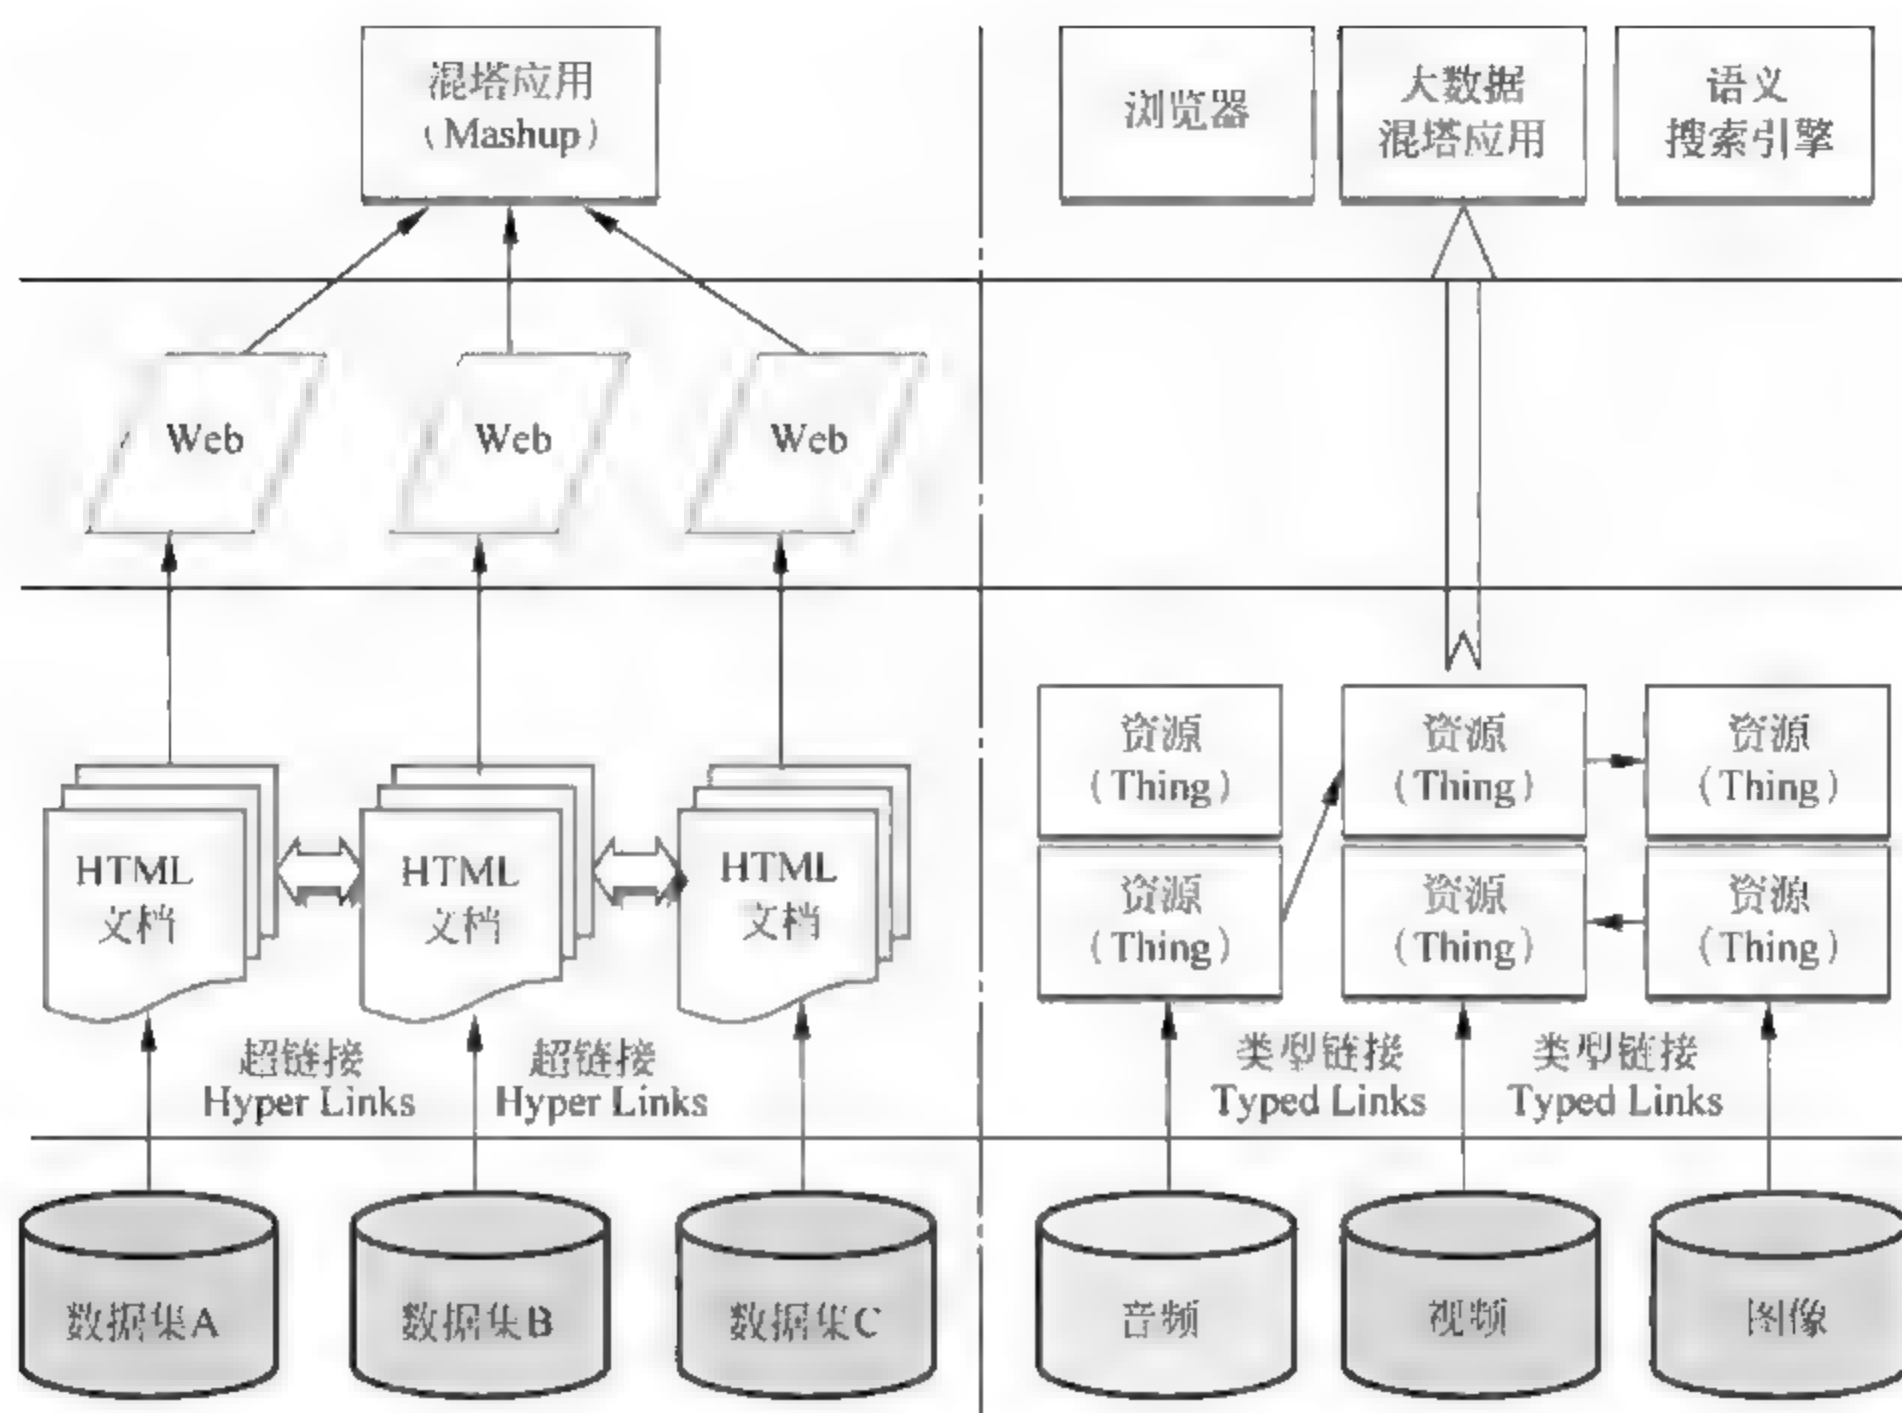 混塔应用
(Mashup)
浏览器
大数据
混塔应用
语义
搜索引擎
Web
Web
Web
HTML
文档
HTML
文档
HTML
文档
资源
(Thing)
资源
(Thing)
资源
(Thing)
资源
(Thing)
资源
(Thing)
资源
(Thing)
超链接
Hyper Links
超链接
Hyper Links
类型链接
Typed Links
类型链接
Typed Links
数据集A
数据集B
数据集C
音频
视频
图像